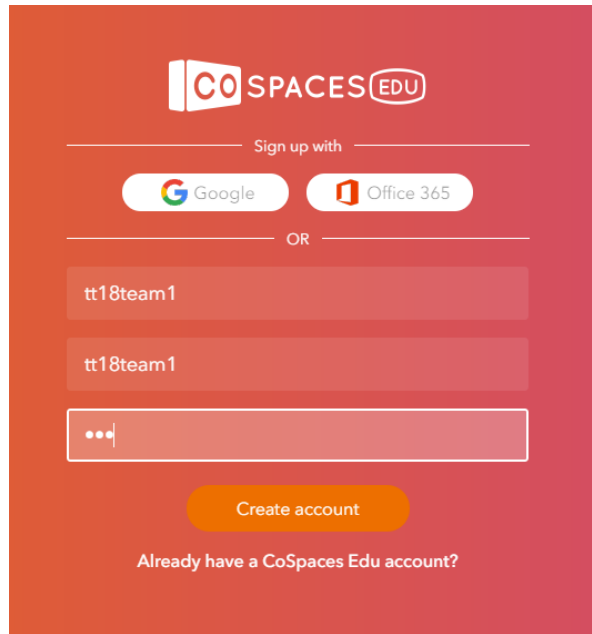 CO SPACES EDU
Sign up with
Google Office 365
OR
tt18team1
tt18team1
•••
Create account
Already have a CoSpaces Edu account?